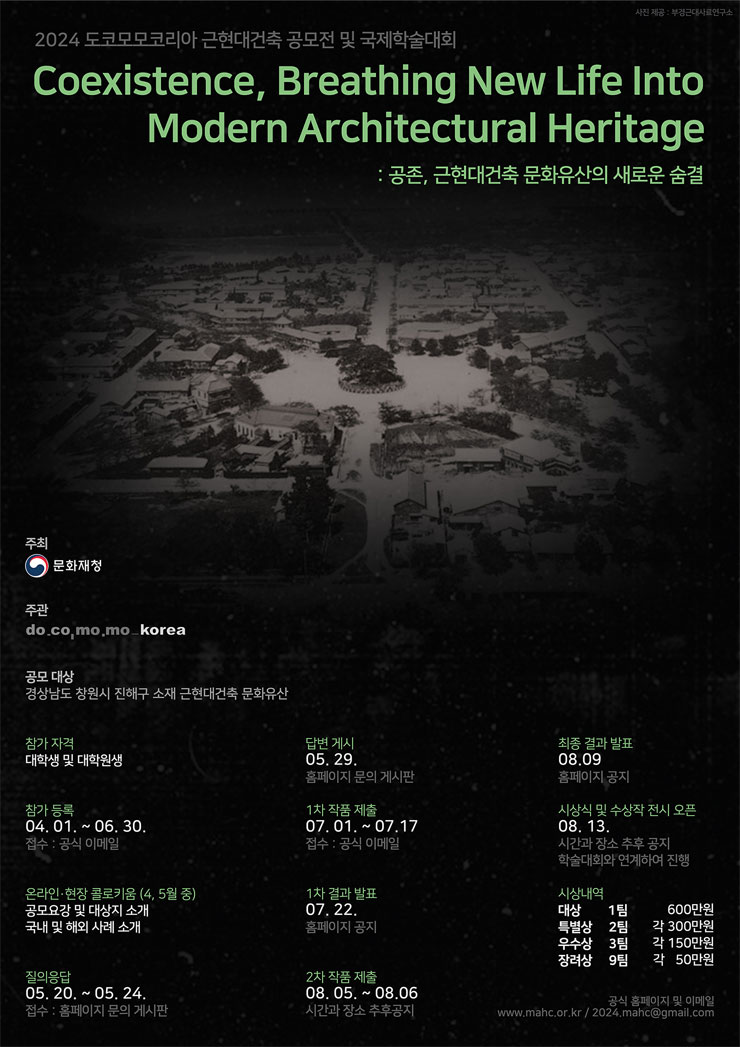 사진 제공 : 부경근대사료연구소
2024 도코모모코리아 근현대건축 공모전 및 국제학술대회
Coexistence, Breathing New Life Into
Modern Architectural Heritage
: 공존, 근현대건축 문화유산의 새로운 숨결
주최
문화재청
주관
do.co,mo.mo_korea
공모 대상
경상남도 창원시 진해구 소재 근현대건축 문화유산
참가 자격
대학생 및 대학원생
참가 등록
04. 01. ~ 06. 30.
접수 : 공식 이메일
온라인·현장 콜로키움 (4, 5월 중)
공모요강 및 대상지 소개
국내 및 해외 사례 소개
질의응답
05. 20. ~ 05. 24.
접수 : 홈페이지 문의 게시판
답변 게시
05. 29.
홈페이지 문의 게시판
1차 작품 제출
07. 01. ~ 07.17
접수 : 공식 이메일
1차 결과 발표
07. 22.
홈페이지 공지
2차 작품 제출
08. 05. ~ 08.06
시간과 장소 추후공지
최종 결과 발표
08.09
홈페이지 공지
시상식 및 수상작 전시 오픈
08. 13.
시간과 장소 추후 공지
학술대회와 연계하여 진행
시상내역
대상 1팀 600만원
특별상 2팀 각 300만원
우수상 3팀 각 150만원
장려상 9팀 각 50만원
공식 홈페이지 및 이메일
www.mahc.or.kr / 2024.mahc@gmail.com